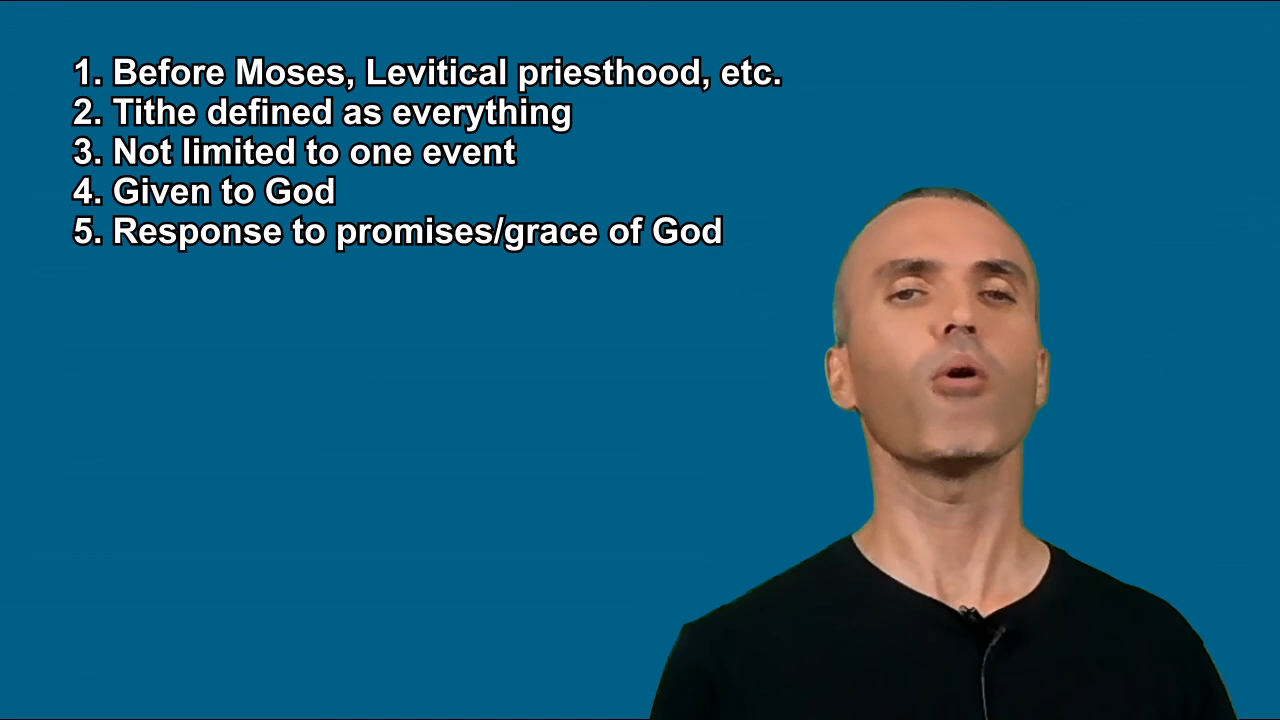 1. Before Moses, Levitical priesthood, etc.
2. Tithe defined as everything
3. Not limited to one event
4. Given to God
5. Response to promises/grace of God